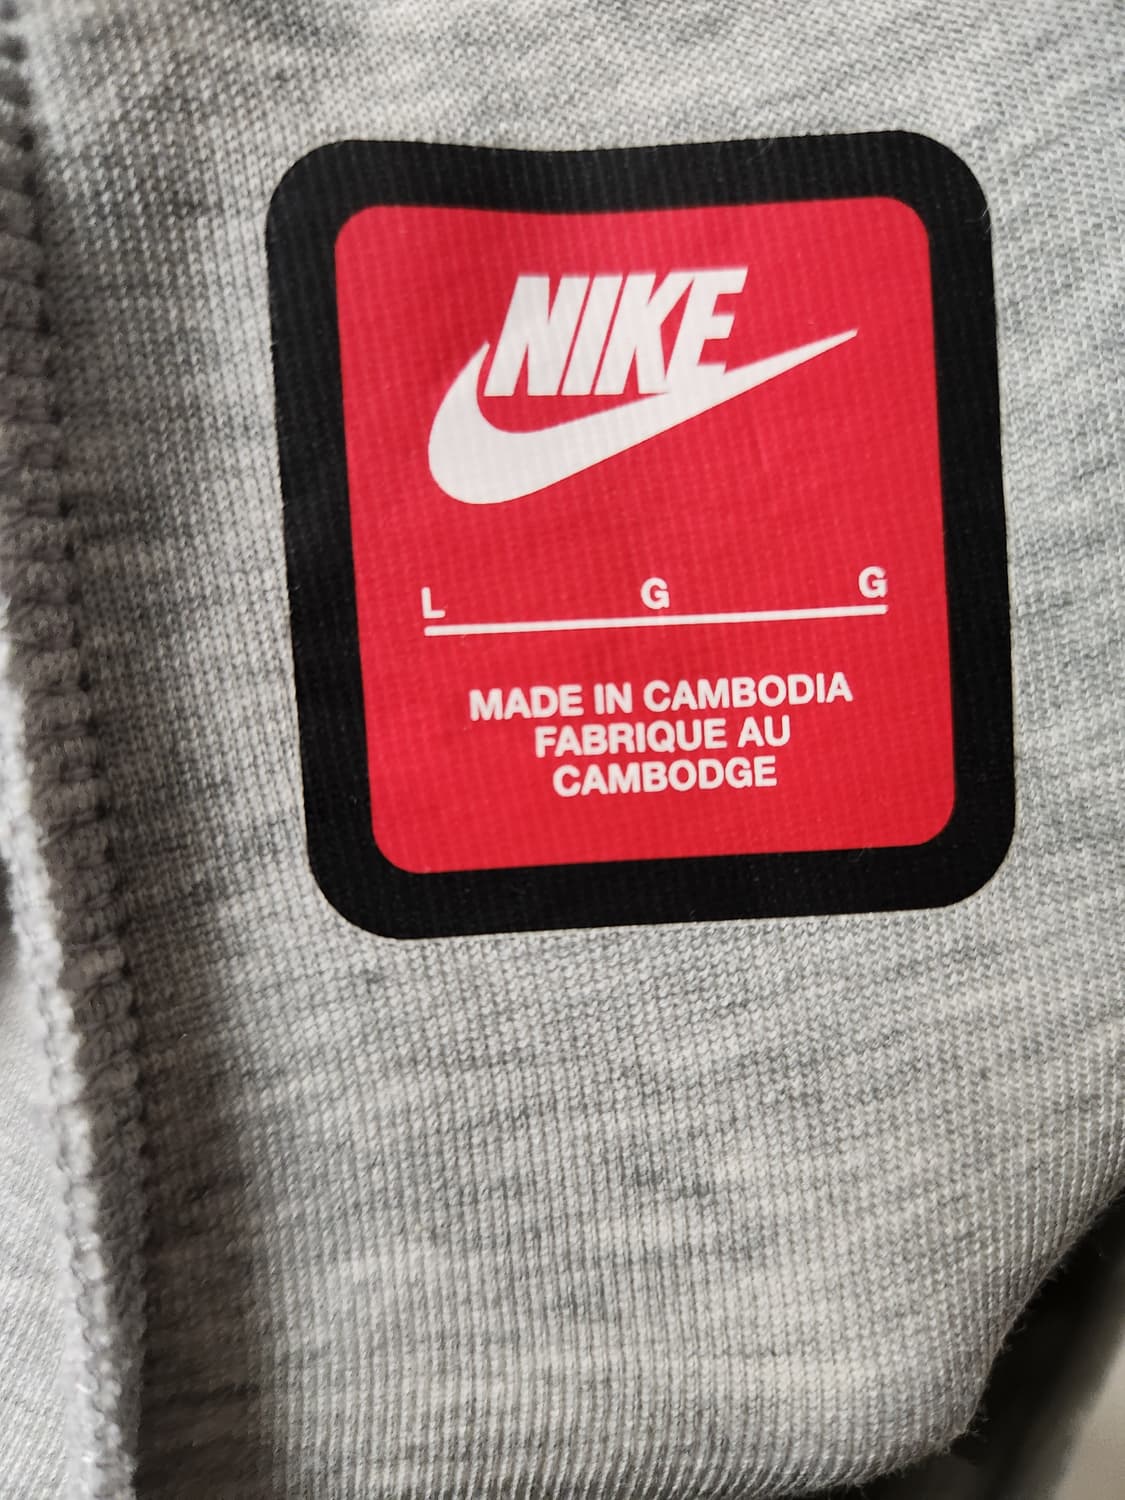 NIKE
L G G
MADE IN CAMBODIA
FABRIQUE AU
CAMBODGE